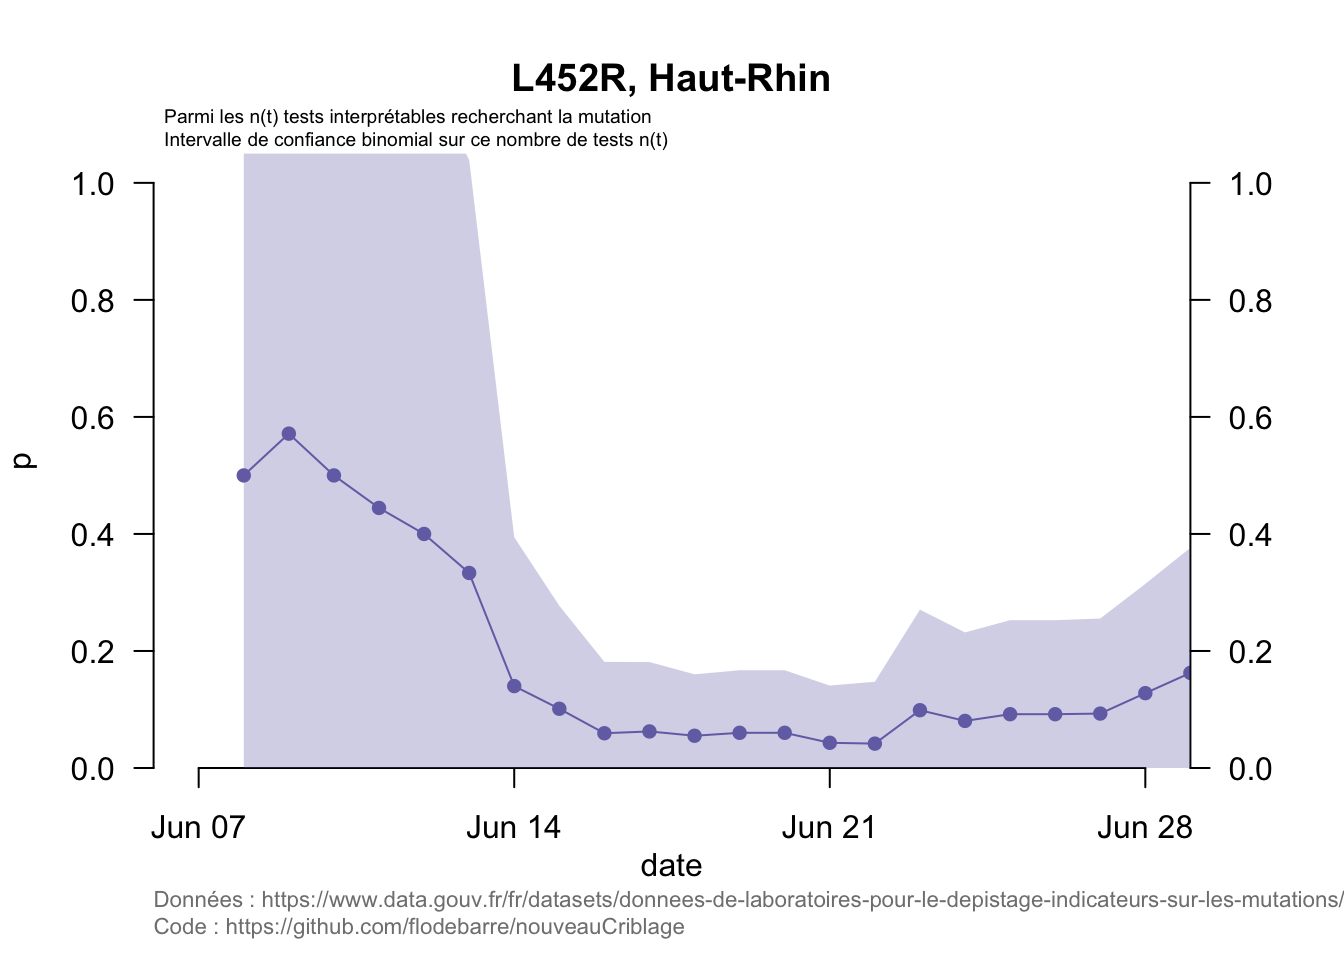 L452R, Haut-Rhin
Parmi les n(t) tests interprétables recherchant la mutation
Intervalle de confiance binomial sur ce nombre de tests n(t)
1.0
0.8
0.6
0.4
0.2
0.0
p
1.0
0.8
0.6
0.4
0.2
0.0
Jun 07 Jun 14 Jun 21 Jun 28
date
Données : https://www.data.gouv.fr/fr/datasets/donnees-de-laboratoires-pour-le-depistage-indicateurs-sur-les-mutations/
Code : https://github.com/flodebarre/nouveauCriblage